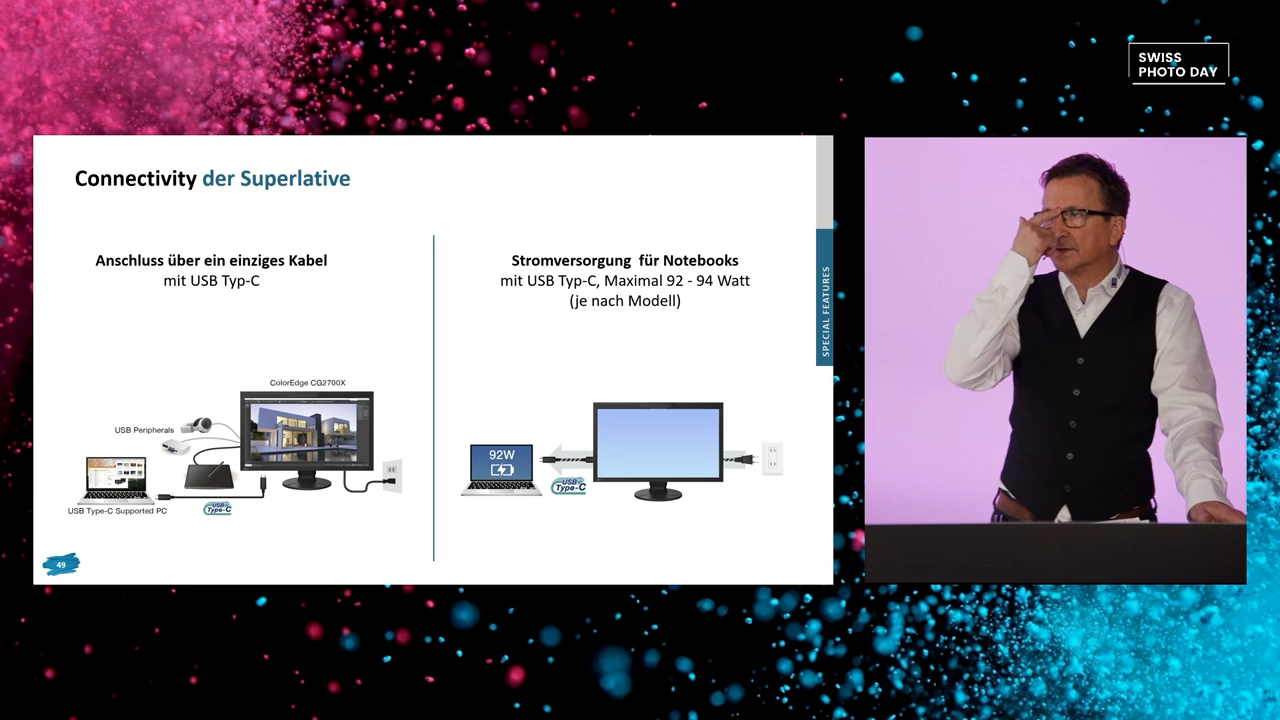 SWISS
PHOTO DAY
Connectivity der Superlative
Anschluss über ein einziges Kabel
mit USB Typ-C
ColorEdge CG2700X
USB Peripherals
USB Type-C
USB Type-C Supported PC
Stromversorgung für Notebooks
mit USB Typ-C, Maximal 92 - 94 Watt
(je nach Modell)
92W
USB Type-C
SPECIAL FEATURES
49